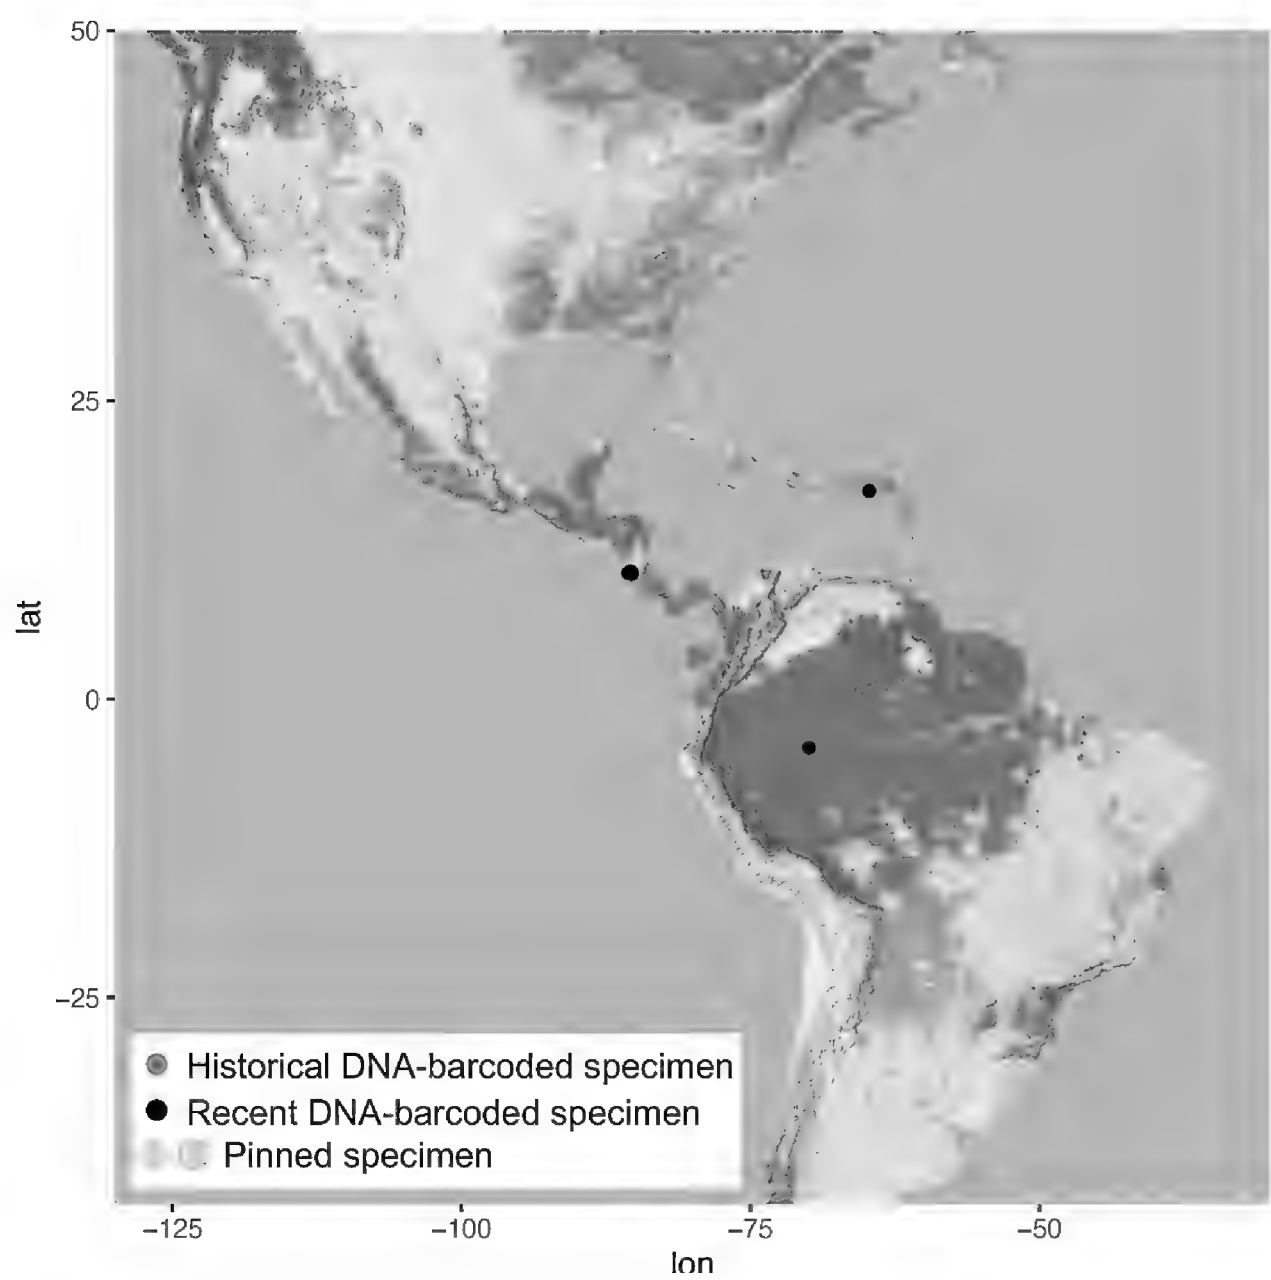 50
25
0
−25
lat
Historical DNA-barcoded specimen
Recent DNA-barcoded specimen
Pinned specimen
−125 −100 −75 −50
lon